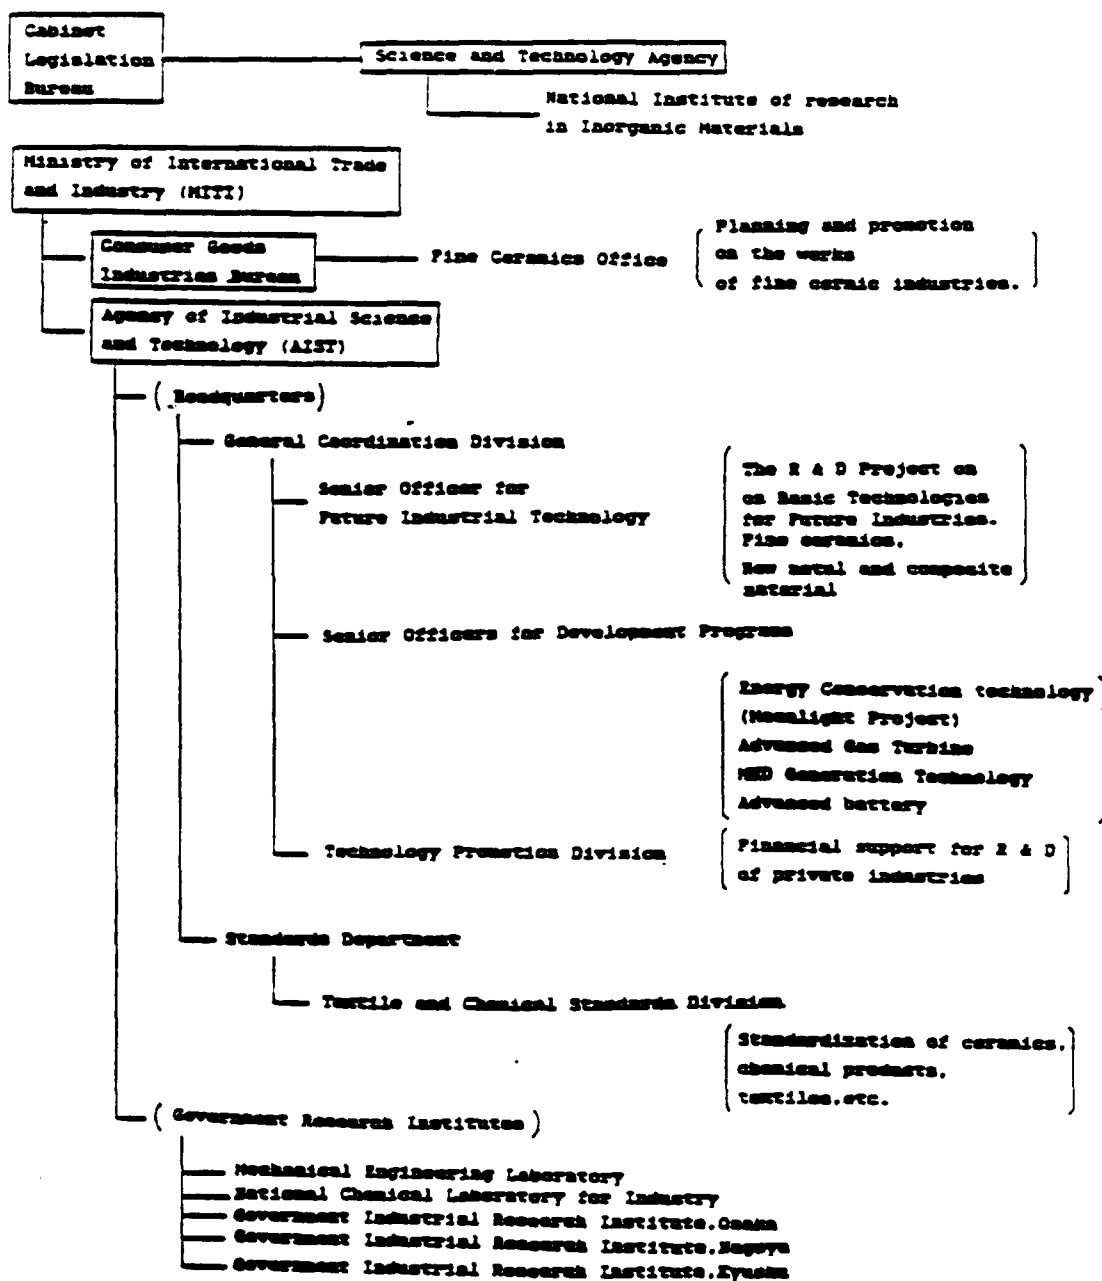 Cabinet
Legislation
Bureau
Science and Technology Agency
National Institute of research
in Inorganic Materials
Ministry of International Trade
and Industry (MITI)
Consumer Goods
Industries Bureau
Fine Ceramics Office
Planning and promotion
on the works
of fine cermic industries.
Agency of Industrial Science
and Technology (AIST)
(Headquarters)
General Coordination Division
Senior Officer for
Future Industrial Technology
The R & D Project on
on Basic Technologies
for Future Industries.
Fine ceramics.
New metal and composite
material
Senior Officers for Development Programs
Energy Conservation technology
(Moonlight Project)
Advanced Gas Turbine
MHD Generation Technology
Advanced battery
Technology Promotion Division
Financial support for R & D
of private industries
Standards Department
Textile and Chemical Standards Division
Standardization of ceramics,
chemical products,
textiles.etc.
(Government Research Institutes)
Mechanical Engineering Laboratory
National Chemical Laboratory for Industry
Government Industrial Research Institute.Osaka
Government Industrial Research Institute.Nagoya
Government Industrial Research Institute.Kyushu